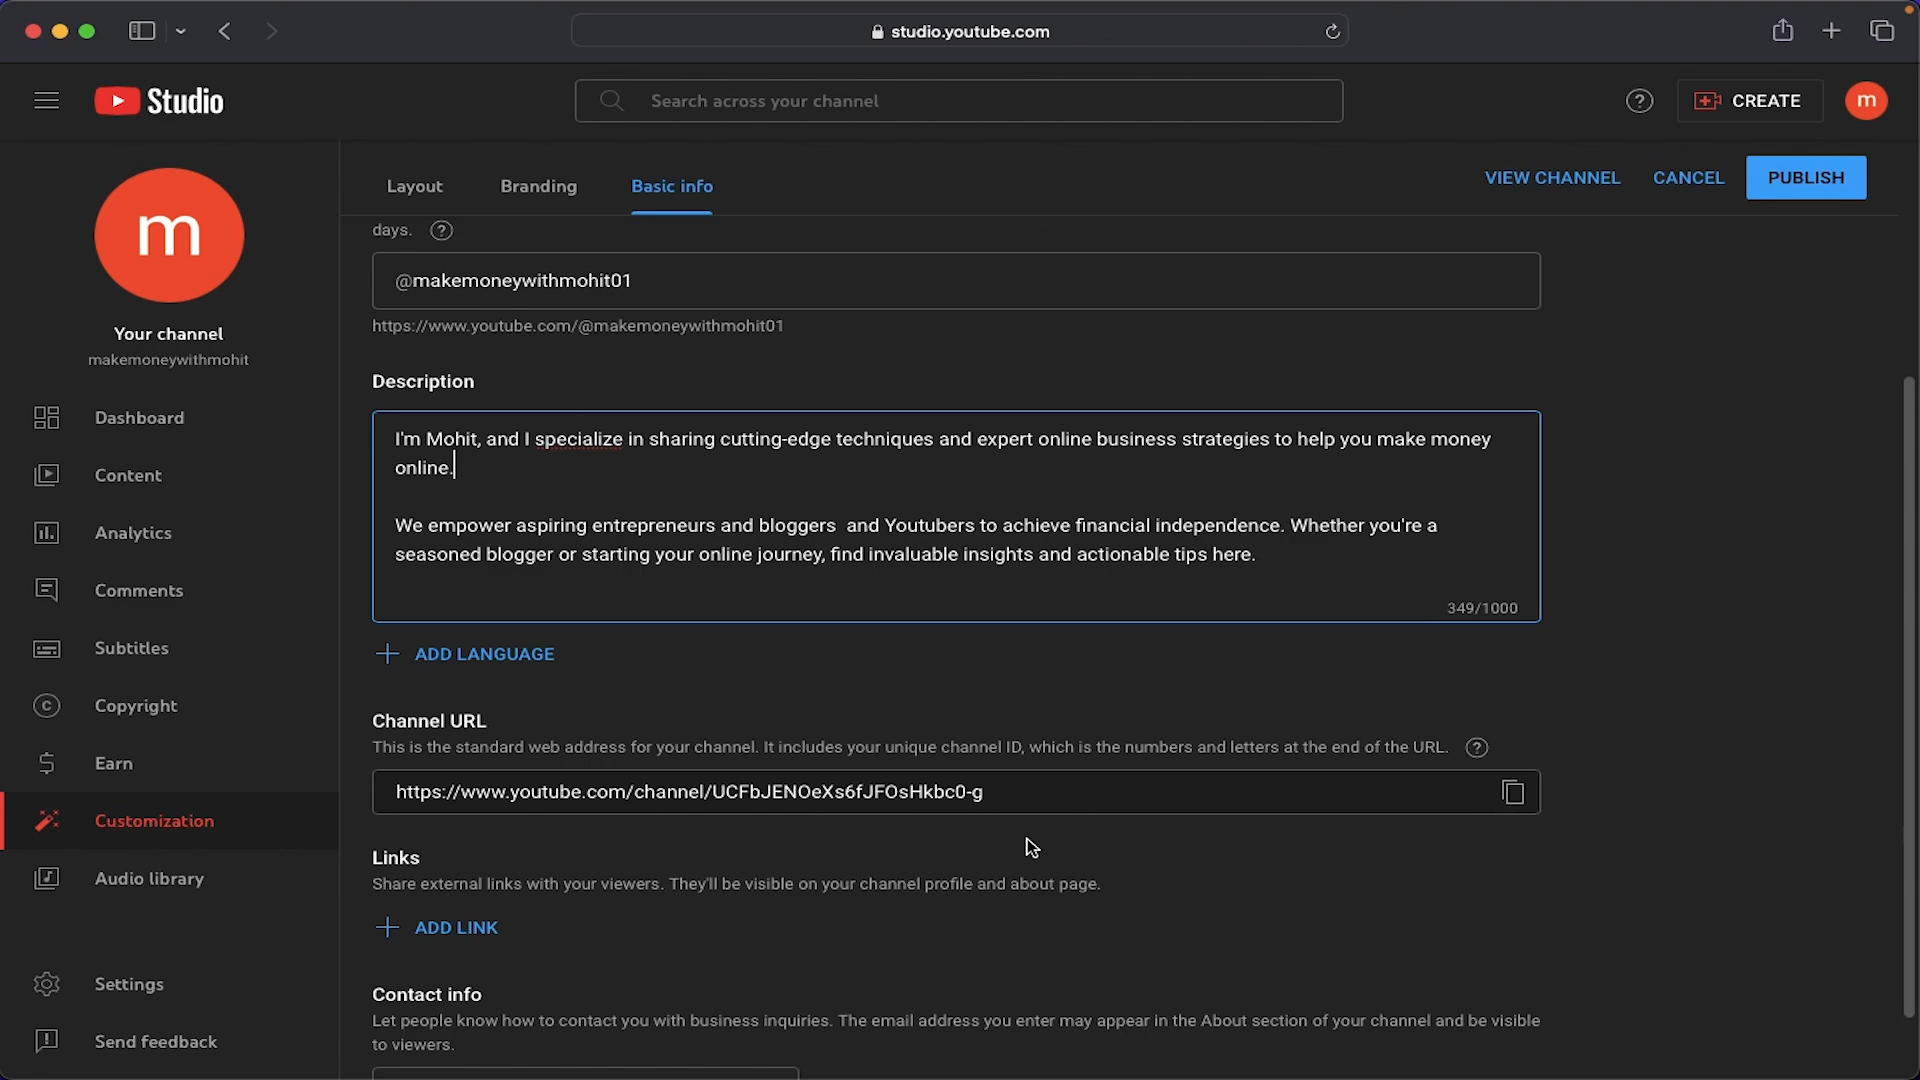 studio.youtube.com
Studio
Search across your channel
?
CREATE
m
m
Your channel
makemoneywithmohit
Dashboard
Content
Analytics
Comments
Subtitles
Copyright
Earn
Customization
Audio library
Settings
Send feedback
Layout
Branding
Basic info
VIEW CHANNEL
CANCEL
PUBLISH
days. ?
@makemoneywithmohit01
https://www.youtube.com/@makemoneywithmohit01
Description
I'm Mohit, and I specialize in sharing cutting-edge techniques and expert online business strategies to help you make money
online.
We empower aspiring entrepreneurs and bloggers  and Youtubers to achieve financial independence. Whether you're a
seasoned blogger or starting your online journey, find invaluable insights and actionable tips here.
349/1000
ADD LANGUAGE
Channel URL
This is the standard web address for your channel. It includes your unique channel ID, which is the numbers and letters at the end of the URL. ?
https://www.youtube.com/channel/UCFbJENOeXs6fJFOsHkbc0-g
Links
Share external links with your viewers. They'll be visible on your channel profile and about page.
ADD LINK
Contact info
Let people know how to contact you with business inquiries. The email address you enter may appear in the About section of your channel and be visible
to viewers.